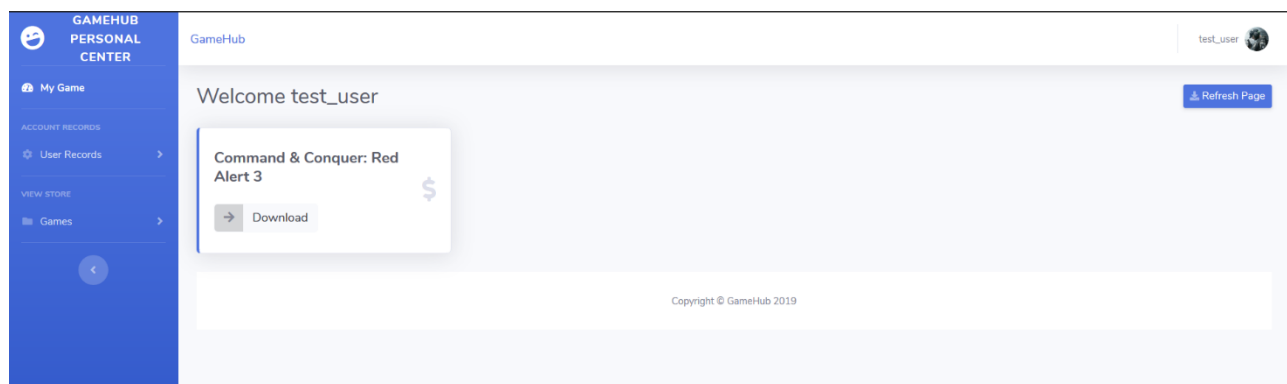 GAMEHUB
PERSONAL
CENTER
My Game
ACCOUNT RECORDS
User Records
VIEW STORE
Games
GameHub
test_user
Welcome test_user
Refresh Page
Command & Conquer: Red
Alert 3
$
Download
Copyright © GameHub 2019